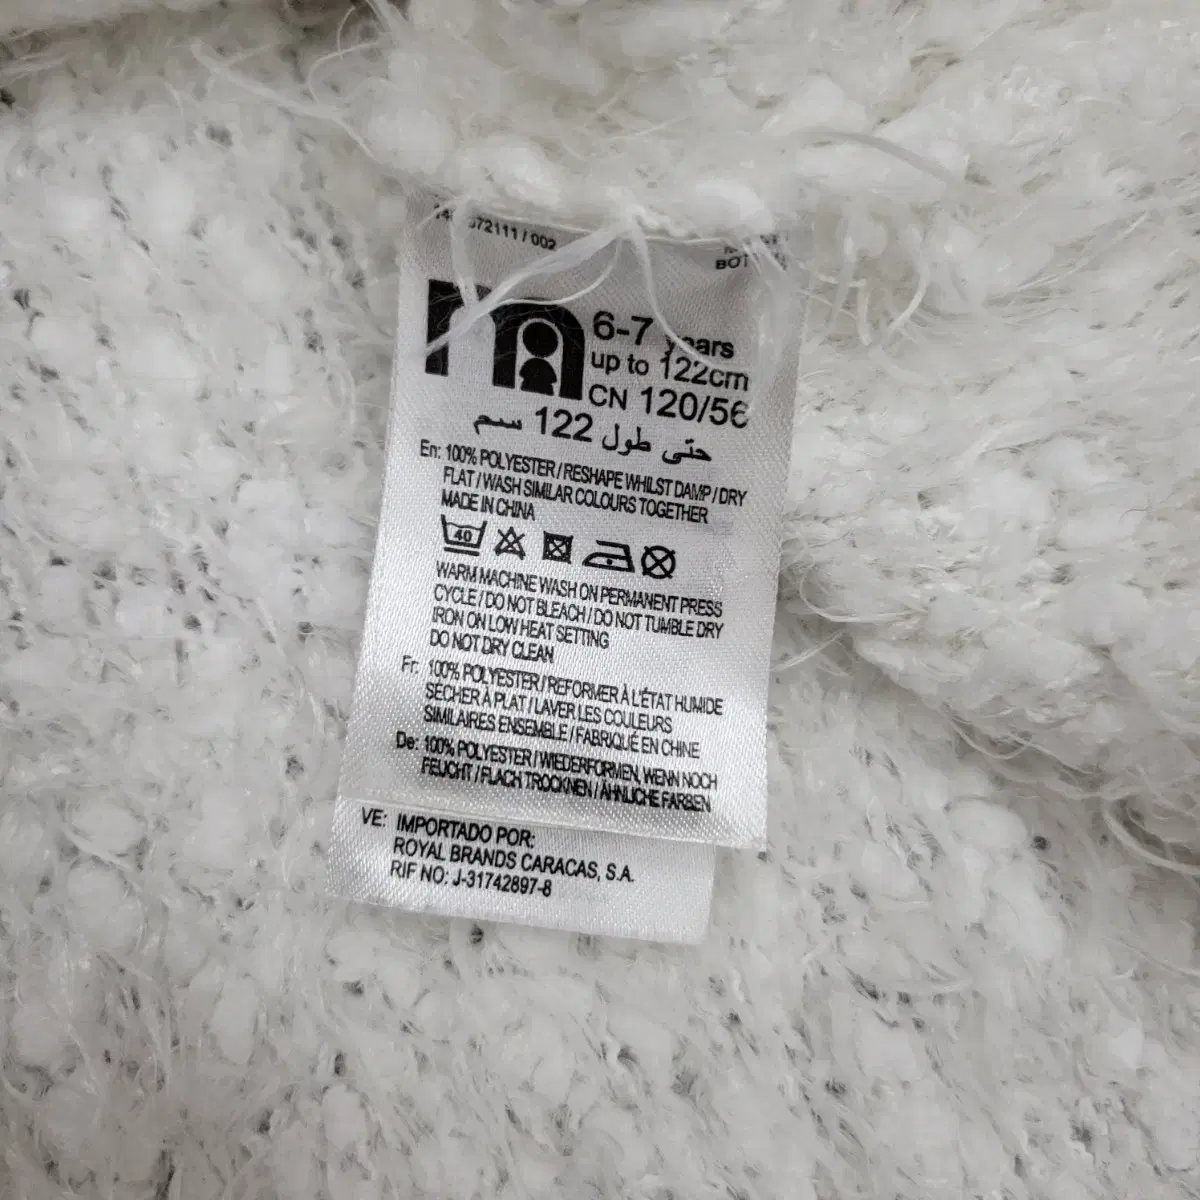 72111 / 002
6-7 years
up to 122cm
CN 120/56
حتى طول 122 سم
En: 100% POLYESTER / RESHAPE WHILST DAMP / DRY
FLAT / WASH SIMILAR COLOURS TOGETHER
MADE IN CHINA
40
WARM MACHINE WASH ON PERMANENT PRESS
CYCLE / DO NOT BLEACH / DO NOT TUMBLE DRY
IRON ON LOW HEAT SETTING
DO NOT DRY CLEAN
Fr: 100% POLYESTER / REFORMER À L'ÉTAT HUMIDE
SECHER À PLAT / LAVER LES COULEURS
SIMILAIRES ENSEMBLE / FABRIQUÉ EN CHINE
De: 100% POLYESTER / WIEDERFORMEN, WENN NOCH
FEUCHT / FLACH TROCKNEN / ÄHNLICHE FARBEN
VE: IMPORTADO POR:
ROYAL BRANDS CARACAS, S.A.
RIF NO: J-31742897-8